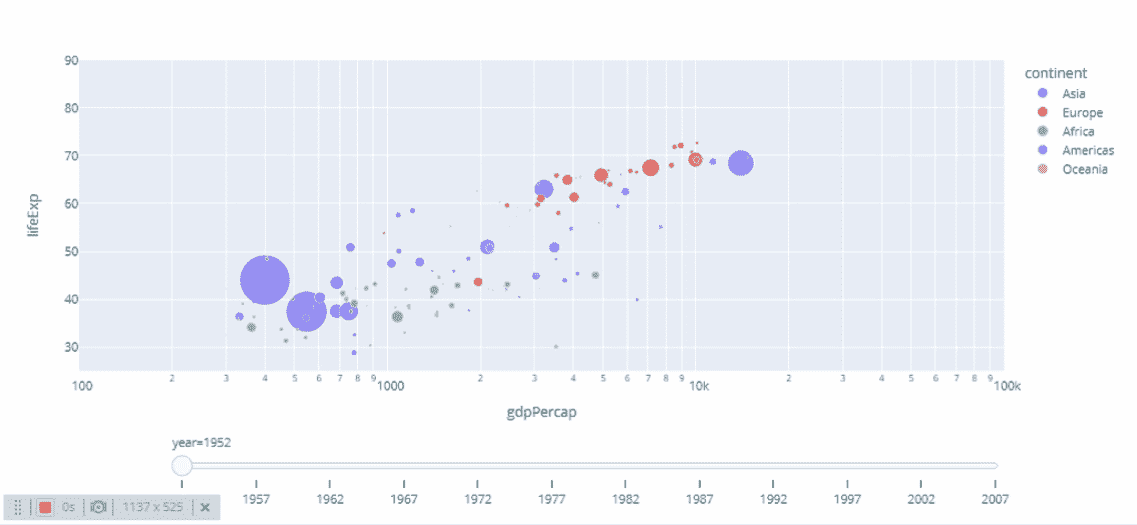 90
80
70
60
50
40
30
lifeExp
100 2 3 4 5 6 7 8 9 1000 2 3 4 5 6 7 8 9 10k 2 3 4 5 6 7 8 9 100k
gdpPercap
continent
Asia
Europe
Africa
Americas
Oceania
year=1952
1957 1962 1967 1972 1977 1982 1987 1992 1997 2002 2007
0s 1137 x 525